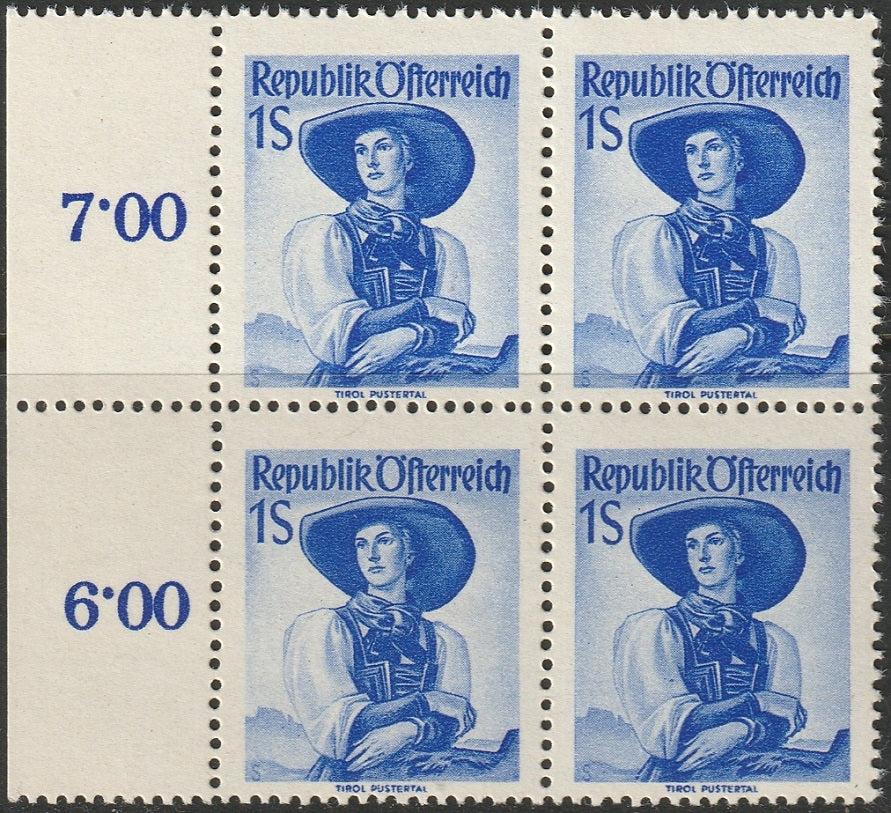 Republik Öſterreich
1S
7·00
S
TIROL PUSTERTAL
Republik Öſterreich
1S
S
TIROL PUSTERTAL
Republik Öſterreich
1S
6·00
S
TIROL PUSTERTAL
Republik Öſterreich
1S
S
TIROL PUSTERTAL